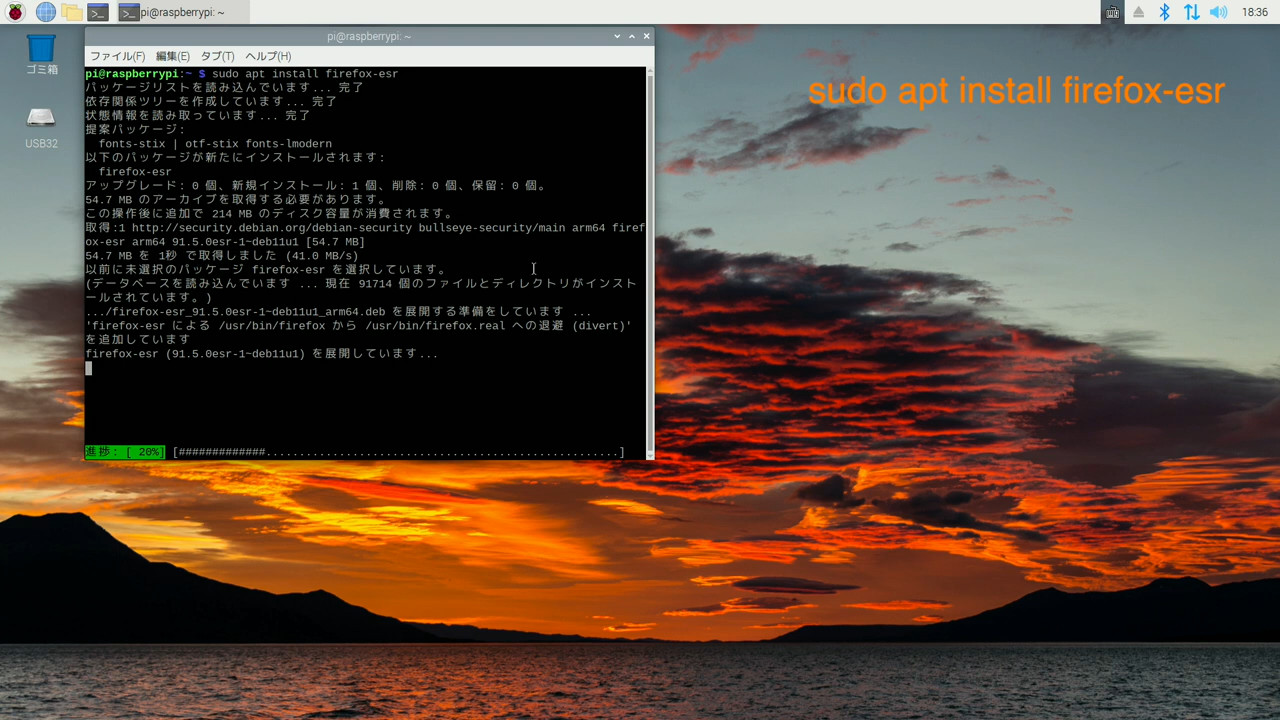 pi@raspberrypi: ~
18:36
pi@raspberrypi: ~
ファイル(F) 編集(E) タブ(T) ヘルプ(H)
ゴミ箱
USB32
sudo apt install firefox-esr
pi@raspberrypi:~ $ sudo apt install firefox-esr
パッケージリストを読み込んでいます... 完了
依存関係ツリーを作成しています... 完了
状態情報を読み取っています... 完了
提案パッケージ:
fonts-stix | otf-stix fonts-lmodern
以下のパッケージが新たにインストールされます:
firefox-esr
アップグレード: 0 個、新規インストール: 1 個、削除: 0 個、保留: 0 個。
54.7 MB のアーカイブを取得する必要があります。
この操作後に追加で 214 MB のディスク容量が消費されます。
取得:1 http://security.debian.org/debian-security bullseye-security/main arm64 firef
ox-esr arm64 91.5.0esr-1~deb11u1 [54.7 MB]
54.7 MB を 1秒 で取得しました (41.0 MB/s)
以前に未選択のパッケージ firefox-esr を選択しています。
(データベースを読み込んでいます ... 現在 91714 個のファイルとディレクトリがインスト
ールされています。)
.../firefox-esr_91.5.0esr-1~deb11u1_arm64.deb を展開する準備をしています ...
'firefox-esr による /usr/bin/firefox から /usr/bin/firefox.real への退避 (divert)'
を追加しています
firefox-esr (91.5.0esr-1~deb11u1) を展開しています...
進捗: [ 20%] [#############.....................................................]